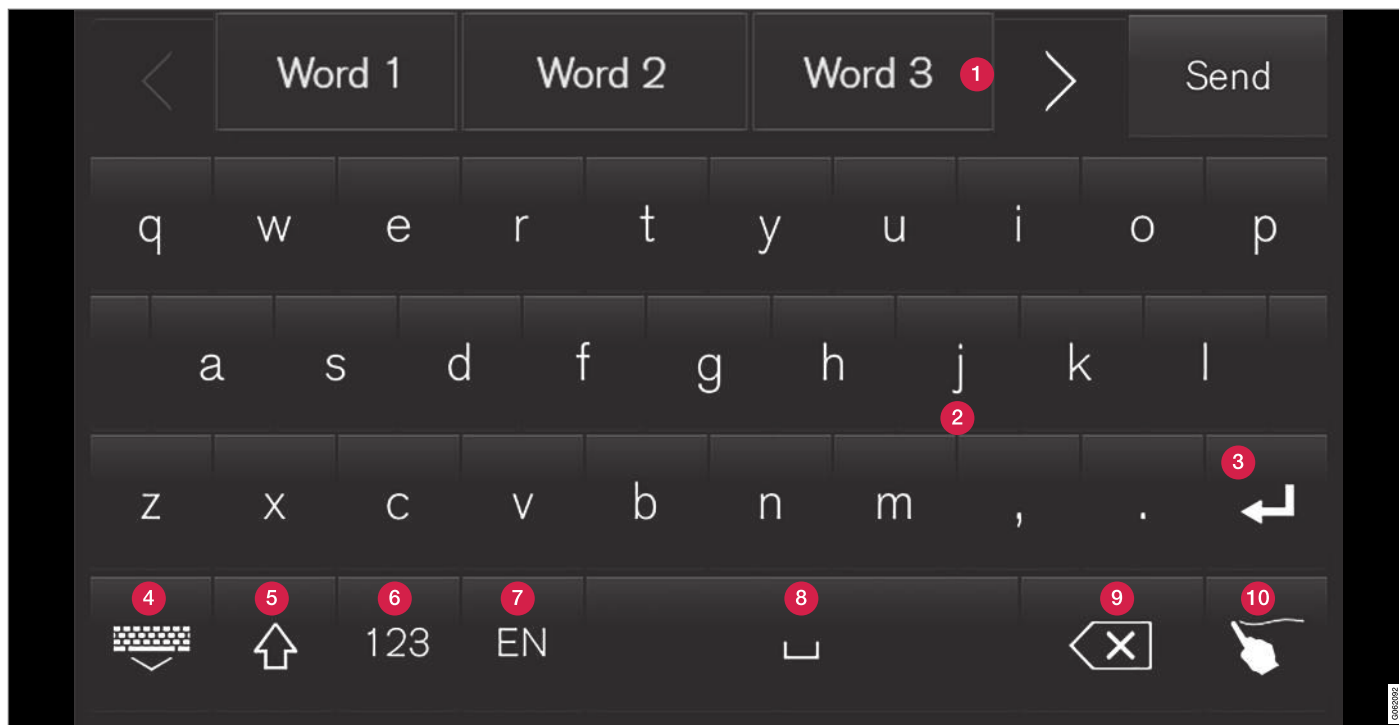 Word 1 Word 2 Word 3 1 Send
q w e r t y u i o p
a s d f g h j k l
2
3
z x c v b n m , .
4 5 6 7 8 9 10
123 EN
G062092